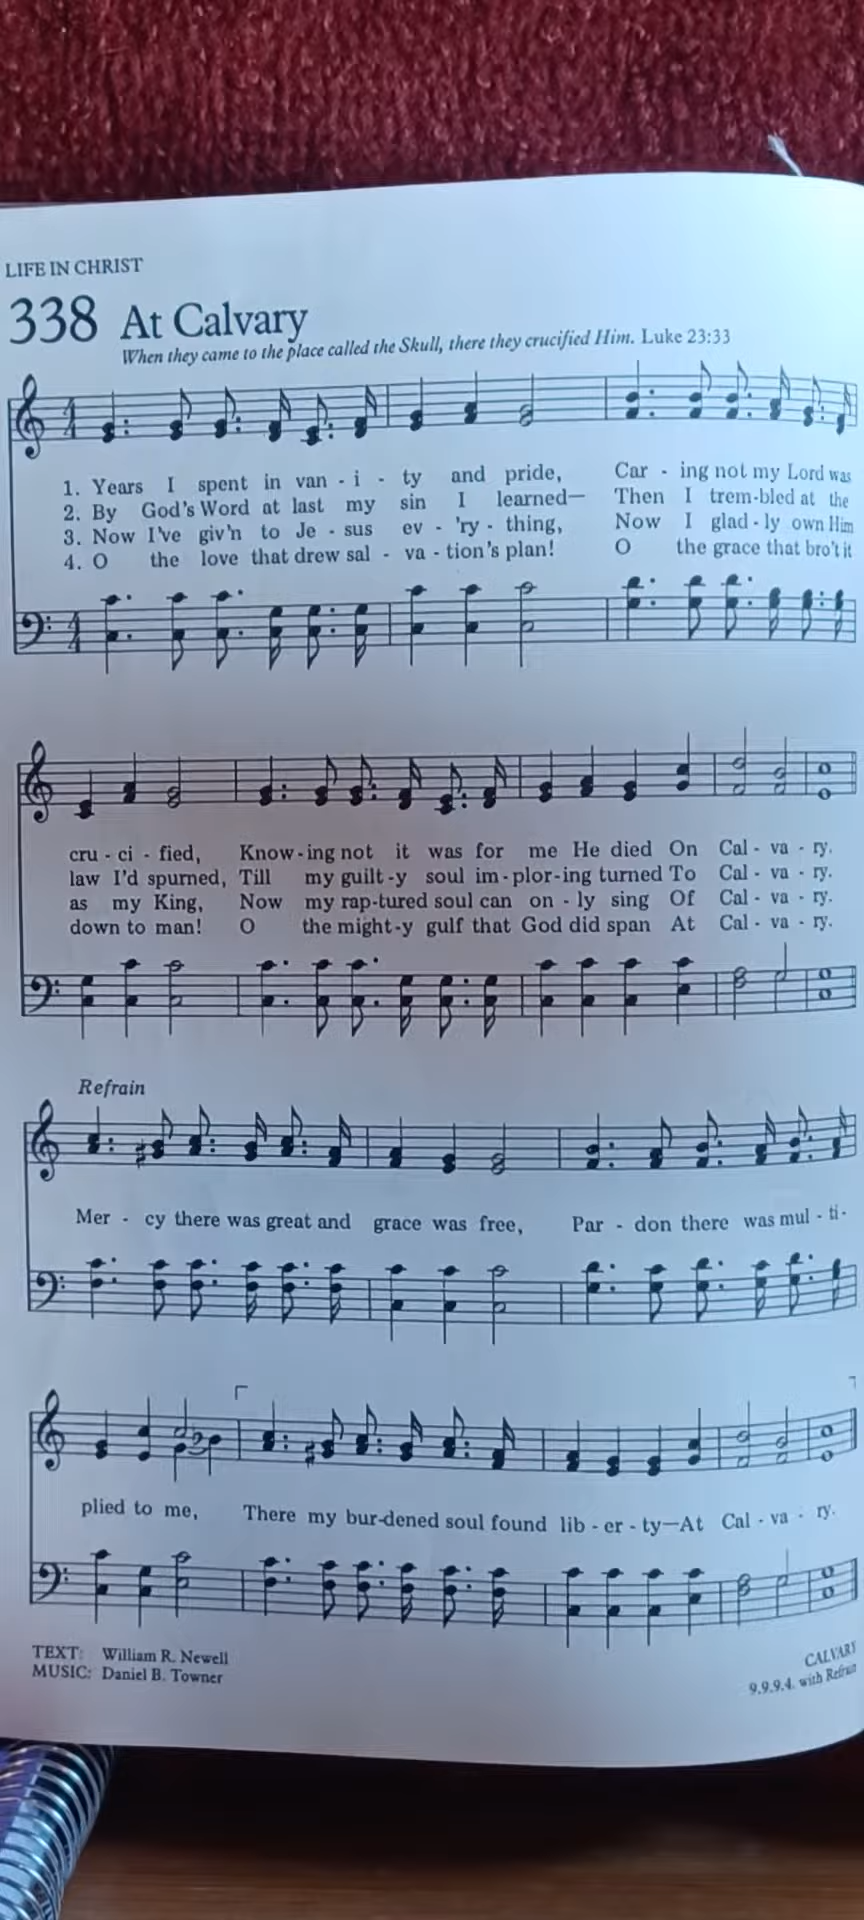 LIFE IN CHRIST
338 At Calvary
When they came to the place called the Skull, there they crucified Him. Luke 23:33
1. Years I spent in van - i - ty and pride, Car - ing not my Lord was
2. By God's Word at last my sin I learned— Then I trem-bled at the
3. Now I've giv'n to Je - sus ev - 'ry - thing, Now I glad - ly own Him
4. O the love that drew sal - va - tion's plan! O the grace that bro't it
cru - ci - fied, Know-ing not it was for me He died On Cal - va - ry.
law I'd spurned, Till my guilt-y soul im-plor-ing turned To Cal - va - ry.
as my King, Now my rap-tured soul can on - ly sing Of Cal - va - ry.
down to man! O the might-y gulf that God did span At Cal - va - ry.
Refrain
Mer - cy there was great and grace was free, Par - don there was mul - ti-
plied to me, There my bur-dened soul found lib - er - ty—At Cal - va - ry.
TEXT: William R. Newell
MUSIC: Daniel B. Towner
CALVARY
9.9.9.4. with Refrain